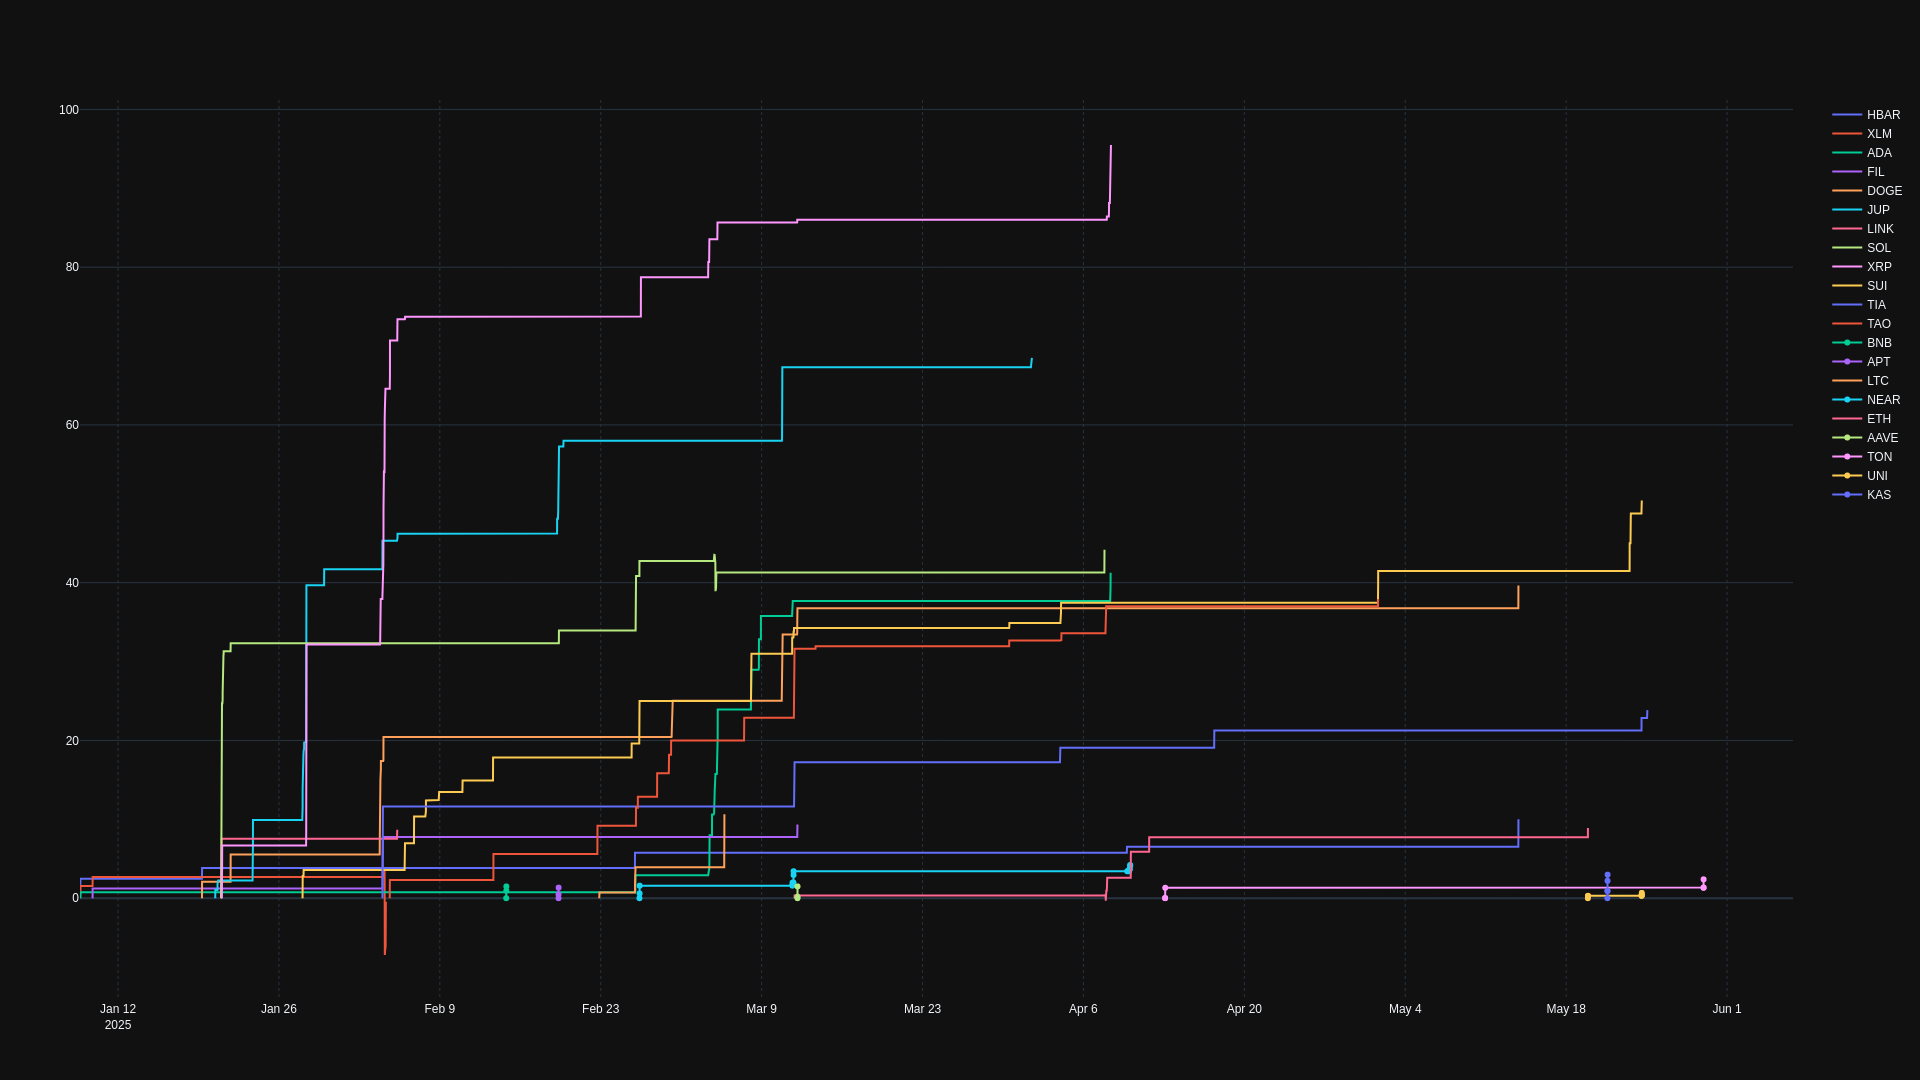 100
80
60
40
20
0
Jan 12
2025
Jan 26
Feb 9
Feb 23
Mar 9
Mar 23
Apr 6
Apr 20
May 4
May 18
Jun 1
HBAR
XLM
ADA
FIL
DOGE
JUP
LINK
SOL
XRP
SUI
TIA
TAO
BNB
APT
LTC
NEAR
ETH
AAVE
TON
UNI
KAS